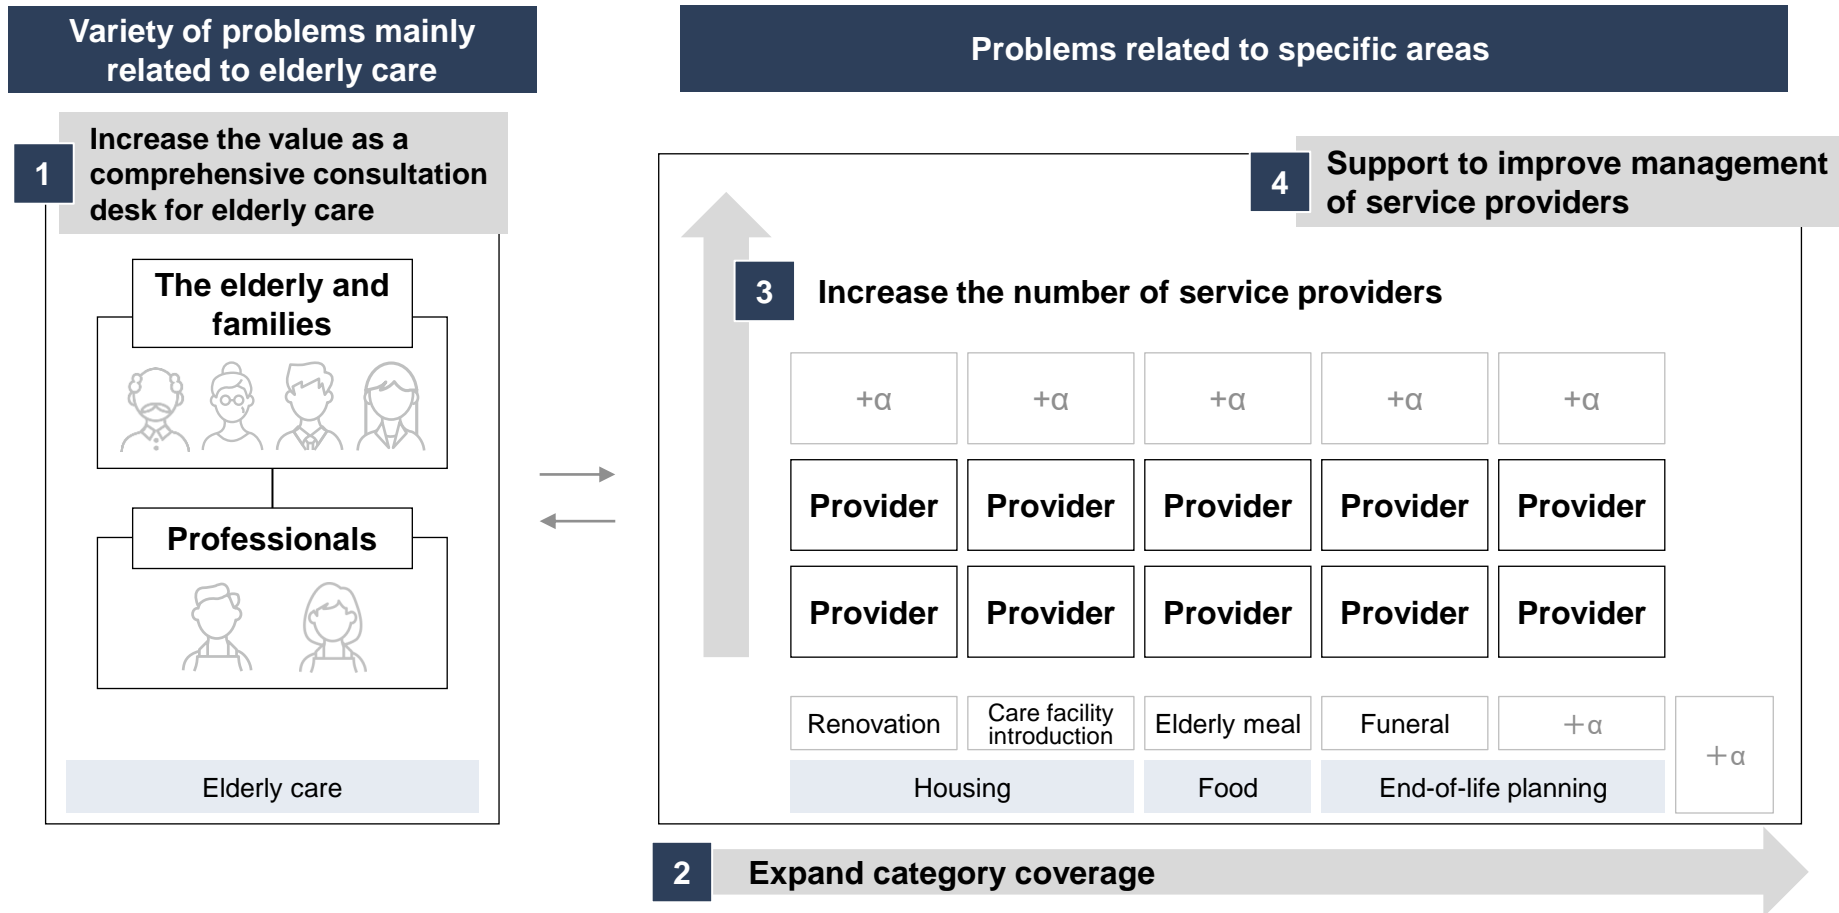 Variety of problems mainly
related to elderly care
Problems related to specific areas
1
Increase the value as a
comprehensive consultation
desk for elderly care
The elderly and
families
Professionals
Elderly care
4
Support to improve management
of service providers
3
Increase the number of service providers
+α +α +α +α +α
Provider Provider Provider Provider Provider
Provider Provider Provider Provider Provider
Renovation
Care facility
introduction
Elderly meal
Funeral
+α
+α
Housing
Food
End-of-life planning
2
Expand category coverage